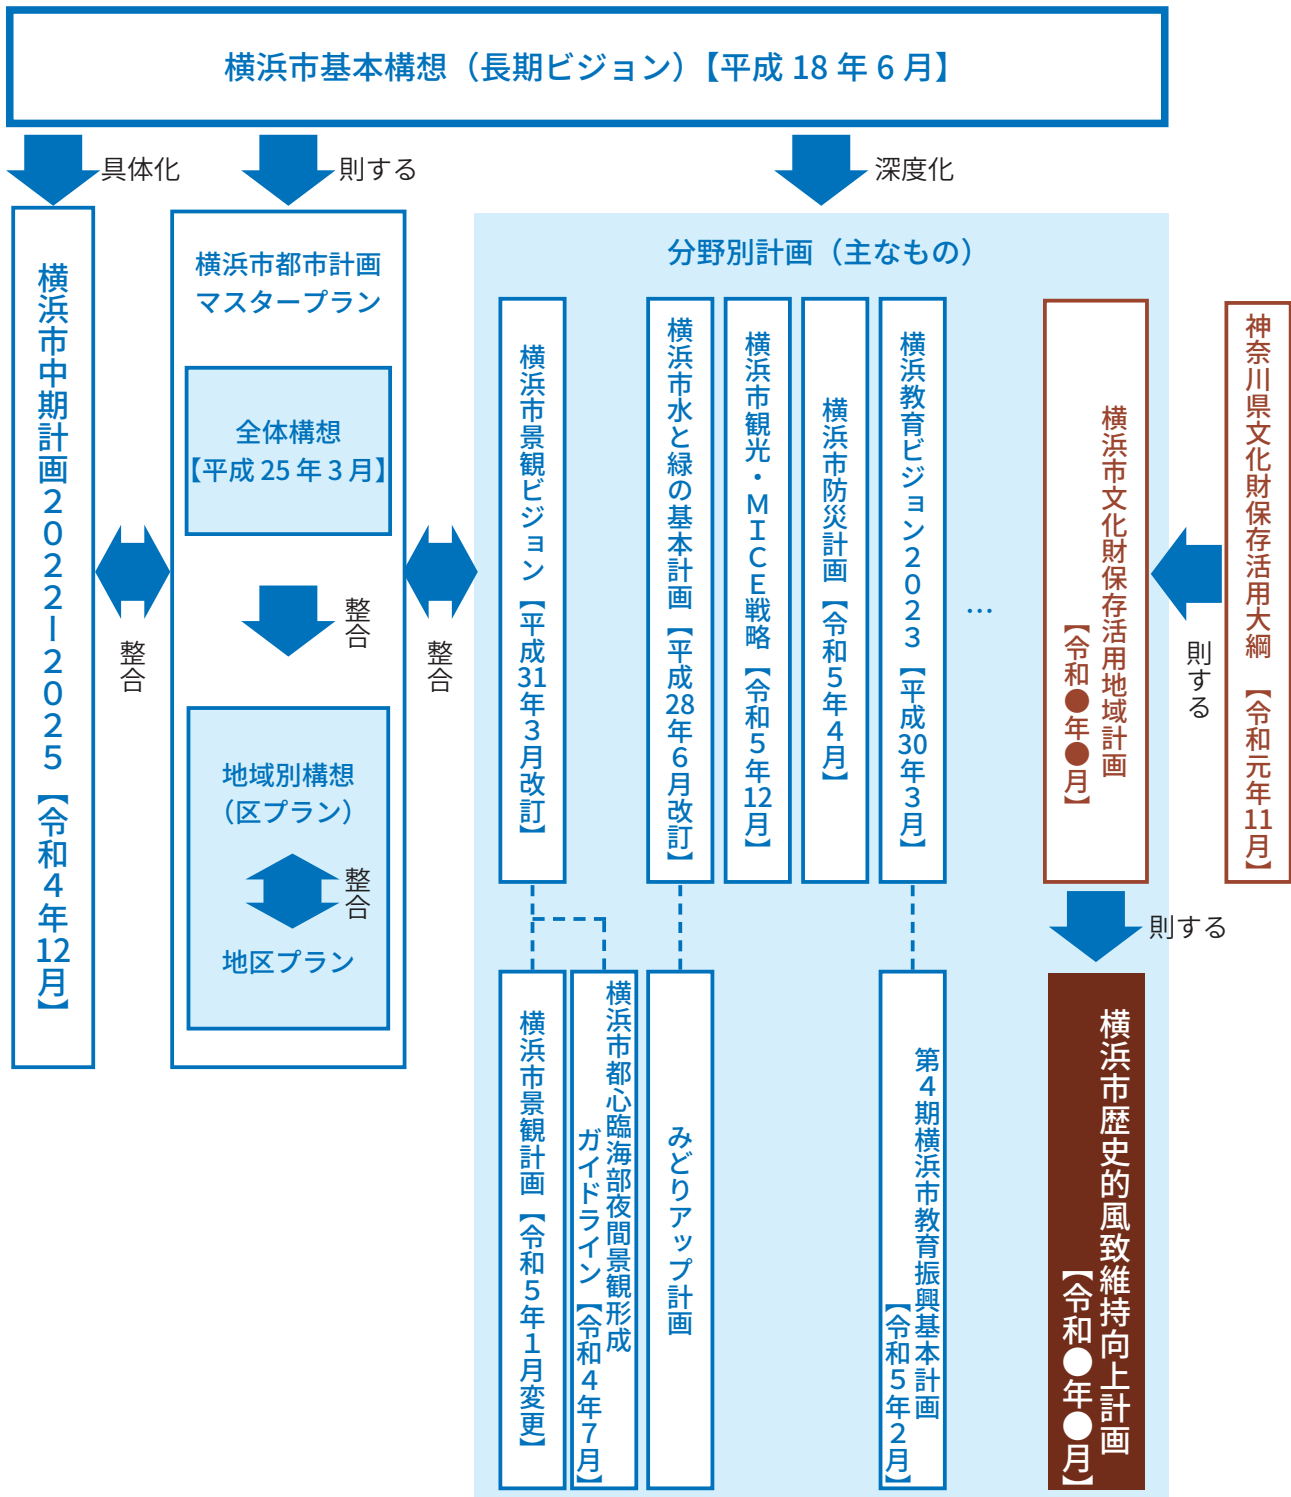 横浜市基本構想（長期ビジョン）【平成 18 年 6 月】
具体化
則する
深度化
横浜市中期計画２０２２ー２０２５【令和４年12月】
整合
横浜市都市計画
マスタープラン
全体構想
【平成 25 年 3 月】
整合
地域別構想
（区プラン）
整合
地区プラン
整合
分野別計画（主なもの）
横浜市景観ビジョン【平成31年３月改訂】
横浜市水と緑の基本計画【平成28年６月改訂】
横浜市観光・ＭＩＣＥ戦略【令和５年12月】
横浜市防災計画【令和５年４月】
横浜教育ビジョン２０２３【平成30年３月】
…
横浜市文化財保存活用地域計画
【令和●年●月】
則する
神奈川県文化財保存活用大綱　【令和元年11月】
則する
横浜市景観計画【令和５年１月変更】
横浜市都心臨海部夜間景観形成
ガイドライン【令和４年７月】
みどりアップ計画
第４期横浜市教育振興基本計画
【令和５年２月】
横浜市歴史的風致維持向上計画
【令和●年●月】